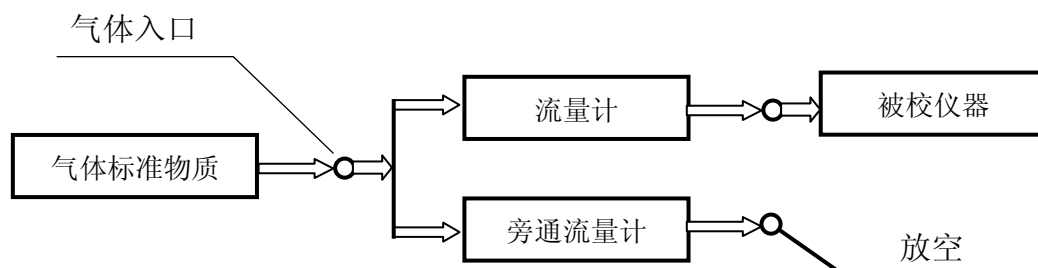 气体入口
流量计
被校仪器
气体标准物质
旁通流量计
放空